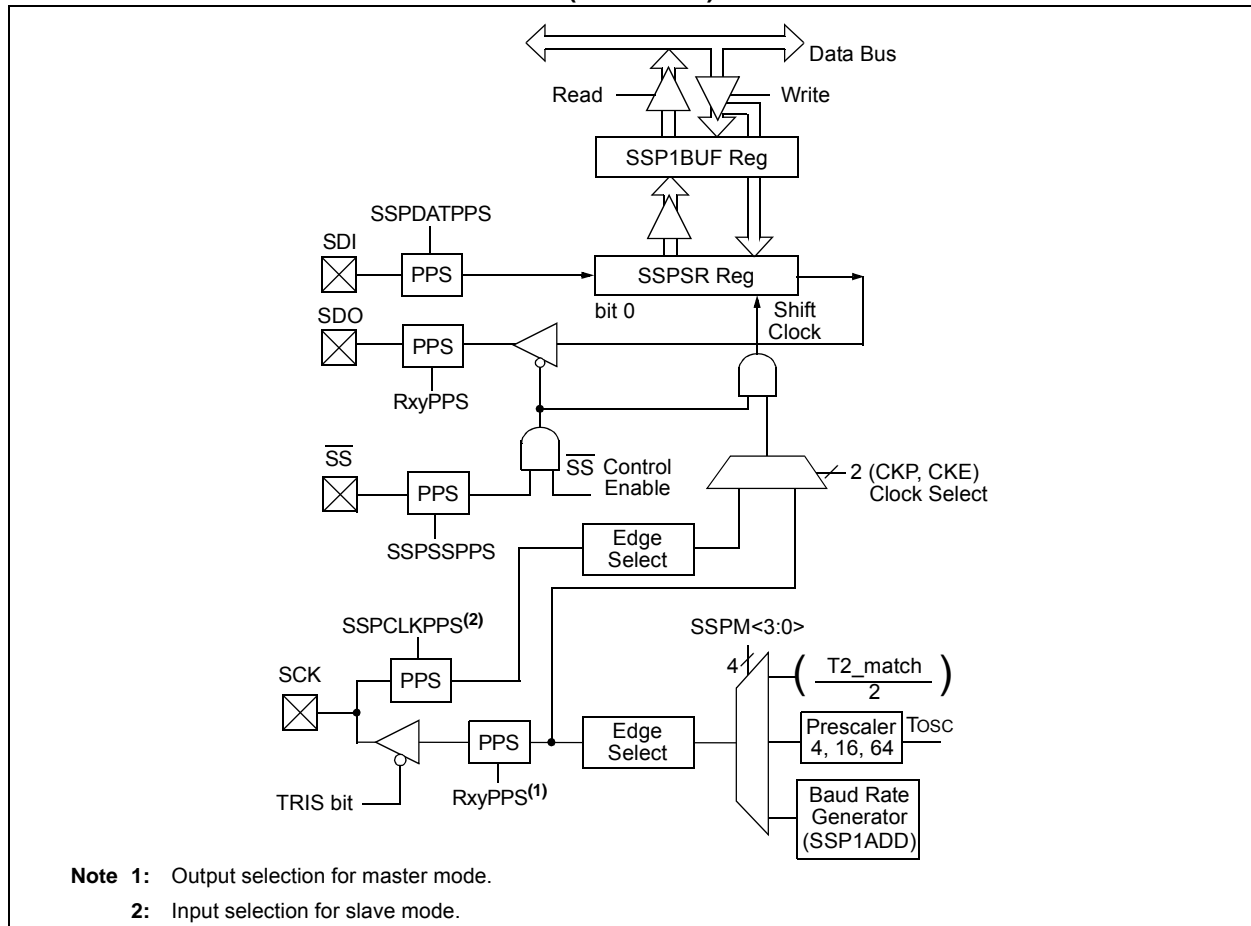 Data Bus
Read
Write
SSP1BUF Reg
SSPDATPPS
SDI
PPS
SSPSR Reg
bit 0
Shift
Clock
SDO
PPS
RxyPPS
SS
PPS
SSPSSPPS
SS Control
Enable
2 (CKP, CKE)
Clock Select
Edge
Select
SSPCLKPPS(2)
SCK
PPS
SSPM<3:0>
4
( T2_match
2 )
Prescaler
4, 16, 64
TOSC
Edge
Select
PPS
RxyPPS(1)
TRIS bit
Baud Rate
Generator
(SSP1ADD)
Note 1: Output selection for master mode.
2: Input selection for slave mode.